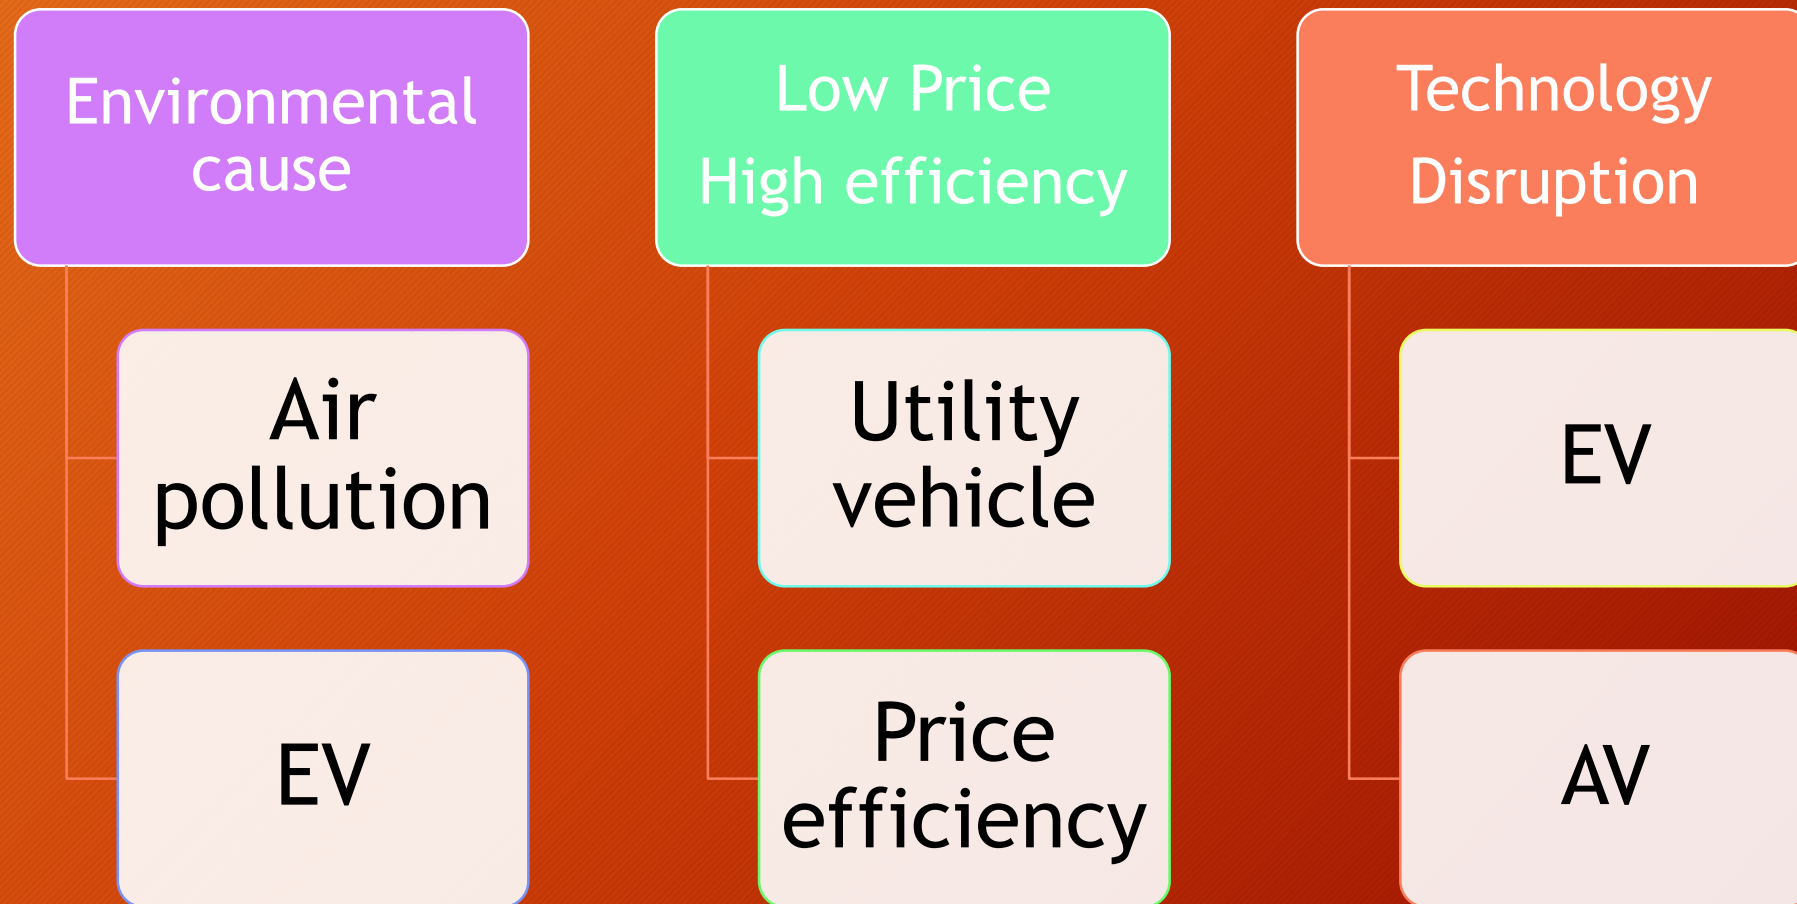 Environmental
cause
Air
pollution
EV
Low Price
High efficiency
Utility
vehicle
Price
efficiency
Technology
Disruption
EV
AV